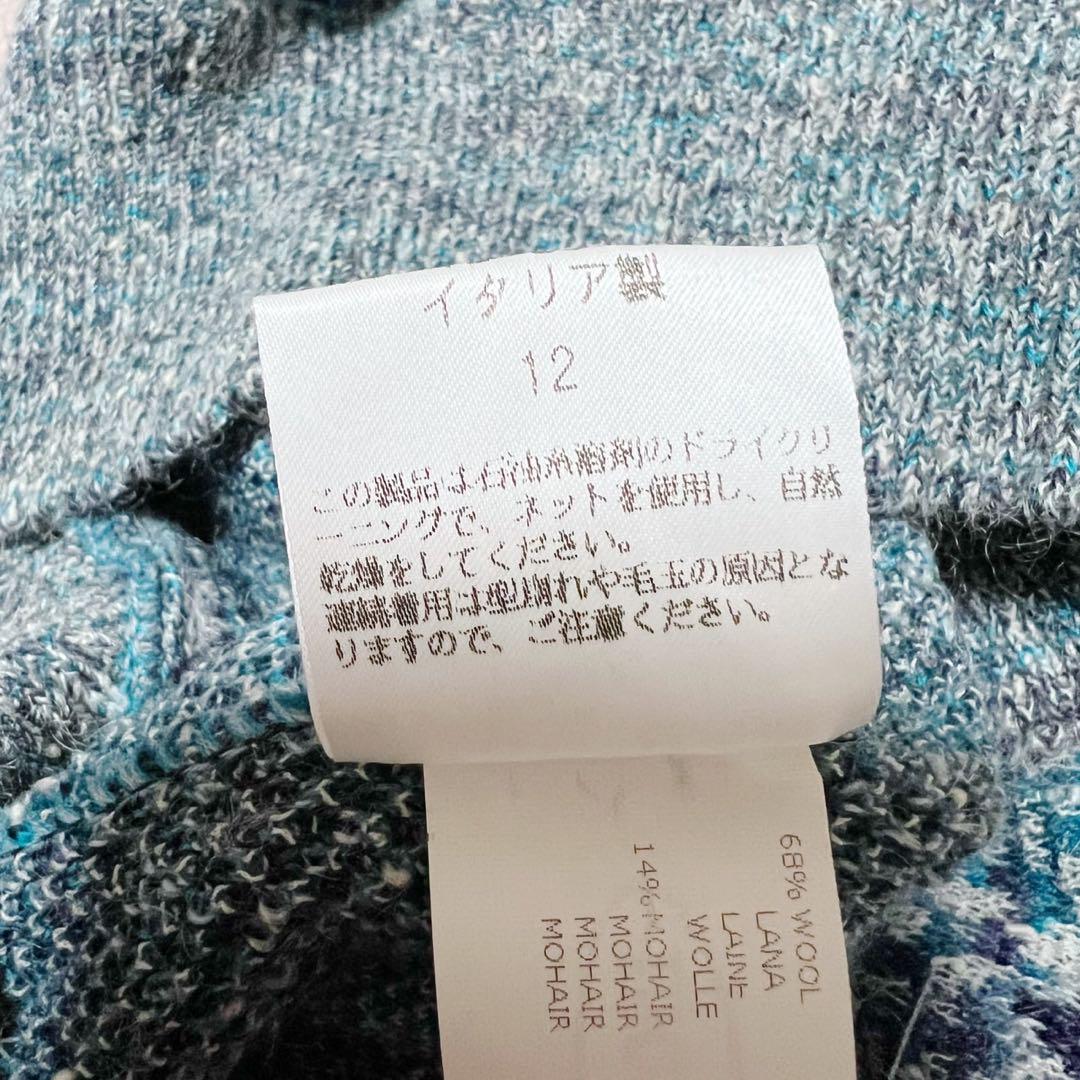 イタリア製
12
この製品は石油系溶剤のドライクリ
ーニングで、ネットを使用し、自然
乾燥をしてください。
連続着用は型崩れや毛玉の原因とな
りますので、ご注意ください。
68% WOOL
LANA
LAINE
WOLLE
14% MOHAIR
MOHAIR
MOHAIR
MOHAIR